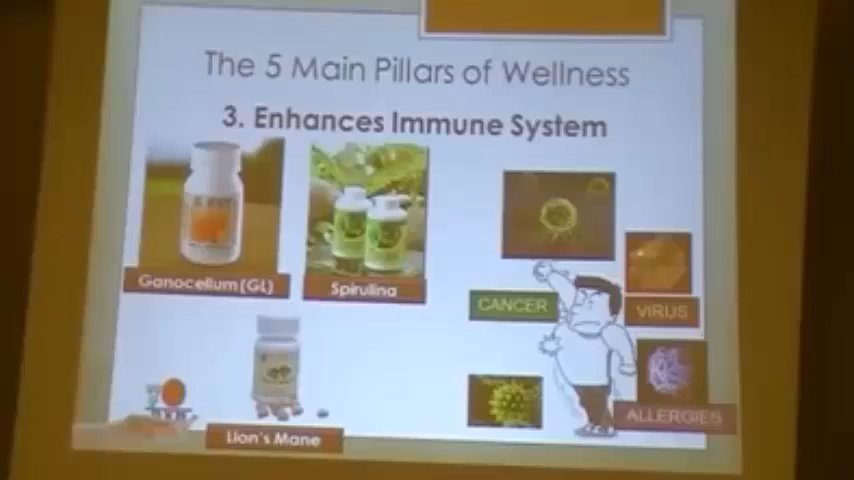 The 5 Main Pillars of Wellness
3. Enhances Immune System
Ganocelium(GL)
Spirulina
CANCER
VIRUS
ALLERGIES
Lion's Mane